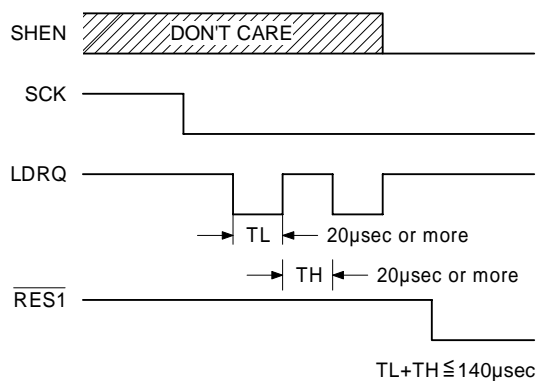 SHEN
DON'T CARE
SCK
LDRQ
TL
20μsec or more
TH
20μsec or more
RES1
TL+TH≦140μsec